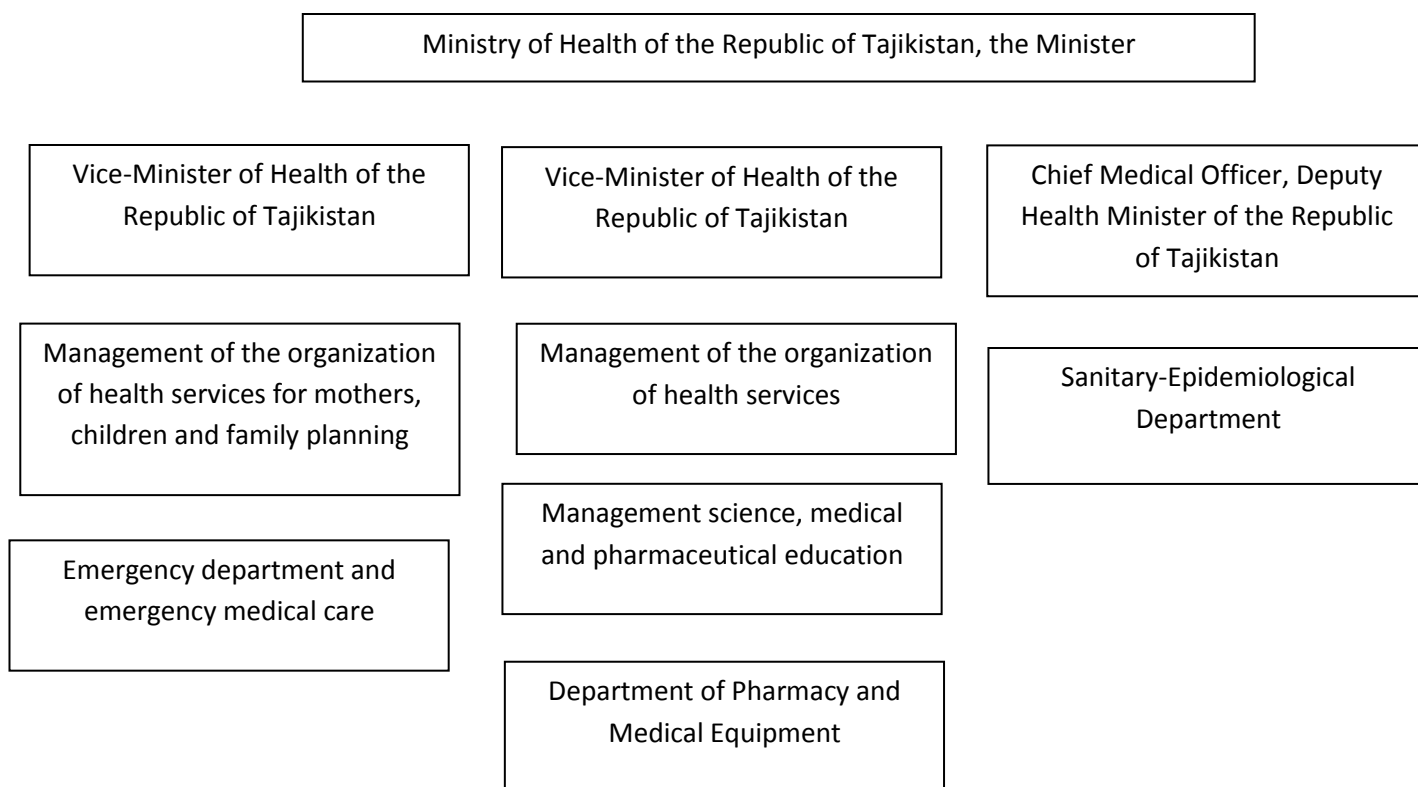 Ministry of Health of the Republic of Tajikistan, the Minister
Vice-Minister of Health of the
Republic of Tajikistan
Vice-Minister of Health of the
Republic of Tajikistan
Chief Medical Officer, Deputy
Health Minister of the Republic
of Tajikistan
Management of the organization
of health services for mothers,
children and family planning
Management of the organization
of health services
Sanitary-Epidemiological
Department
Emergency department and
emergency medical care
Management science, medical
and pharmaceutical education
Department of Pharmacy and
Medical Equipment